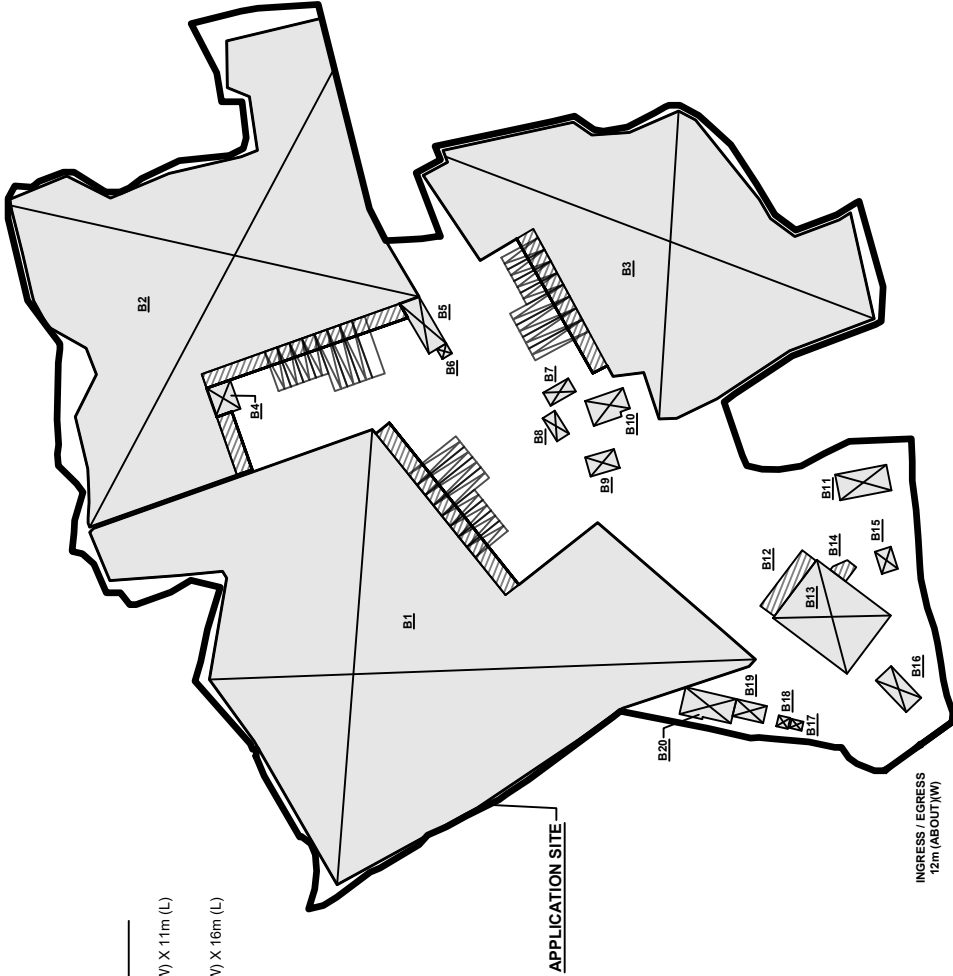 ) X 11m (L)
) X 16m (L)
B2
B4
B1
B5
B6
B7
B8
B3
B10
B9
APPLICATION SITE
B20
B19
B12
B18
B17
B13
B11
B14
B15
B16
INGRESS / EGRESS
12m (ABOUT)(W)